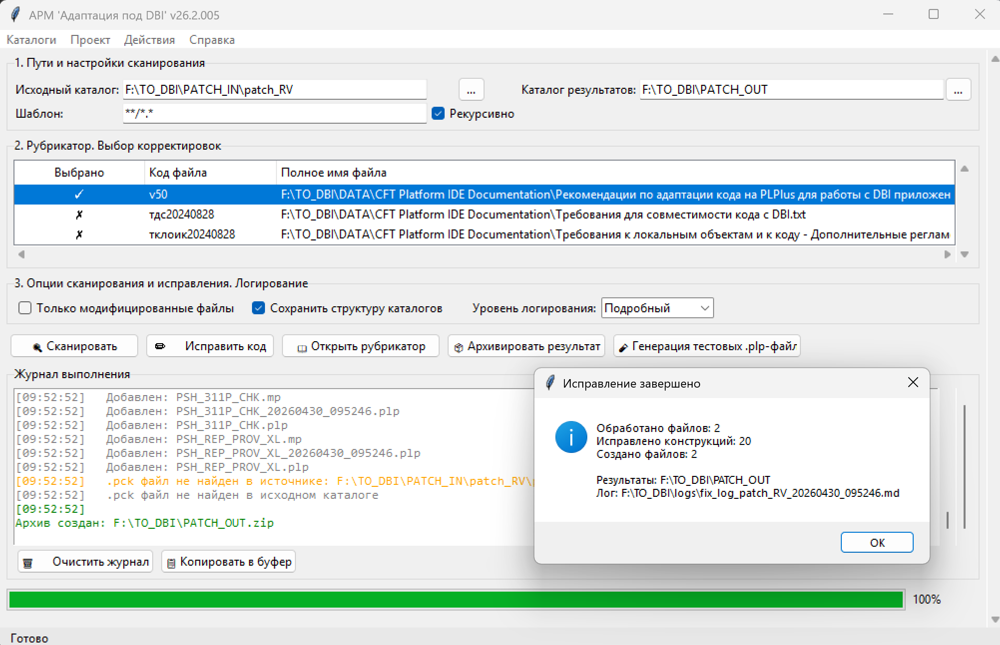 АРМ 'Адаптация под DBI' v26.2.005
Каталоги Проект Действия Справка
1. Пути и настройки сканирования
Исходный каталог: F:\TO_DBI\PATCH_IN\patch_RV ... Каталог результатов: F:\TO_DBI\PATCH_OUT ...
Шаблон: **/*.* Рекурсивно
2. Рубрикатор. Выбор корректировок
Выбрано Код файла Полное имя файла
✓ v50 F:\TO_DBI\DATA\CFT Platform IDE Documentation\Рекомендации по адаптации кода на PLPlus для работы с DBI приложен
✗ тдс20240828 F:\TO_DBI\DATA\CFT Platform IDE Documentation\Требования для совместимости кода с DBI.txt
✗ тклоик20240828 F:\TO_DBI\DATA\CFT Platform IDE Documentation\Требования к локальным объектам и к коду - Дополнительные реглам
3. Опции сканирования и исправления. Логирование
Только модифицированные файлы Сохранить структуру каталогов Уровень логирования: Подробный
Сканировать Исправить код Открыть рубрикатор Архивировать результат Генерация тестовых .plp-файл
Журнал выполнения
[09:52:52] Добавлен: PSH_311P_CHK.mp
[09:52:52] Добавлен: PSH_311P_CHK_20260430_095246.plp
[09:52:52] Добавлен: PSH_311P_CHK.plp
[09:52:52] Добавлен: PSH_REP_PROV_XL.mp
[09:52:52] Добавлен: PSH_REP_PROV_XL_20260430_095246.plp
[09:52:52] Добавлен: PSH_REP_PROV_XL.plp
[09:52:52] .pck файл не найден в источнике: F:\TO_DBI\PATCH_IN\patch_RV\
[09:52:52] .pck файл не найден в исходном каталоге
[09:52:52]
Архив создан: F:\TO_DBI\PATCH_OUT.zip
Очистить журнал Копировать в буфер
100%
Готово
Исправление завершено
Обработано файлов: 2
Исправлено конструкций: 20
Создано файлов: 2
Результаты: F:\TO_DBI\PATCH_OUT
Лог: F:\TO_DBI\logs\fix_log_patch_RV_20260430_095246.md
OK